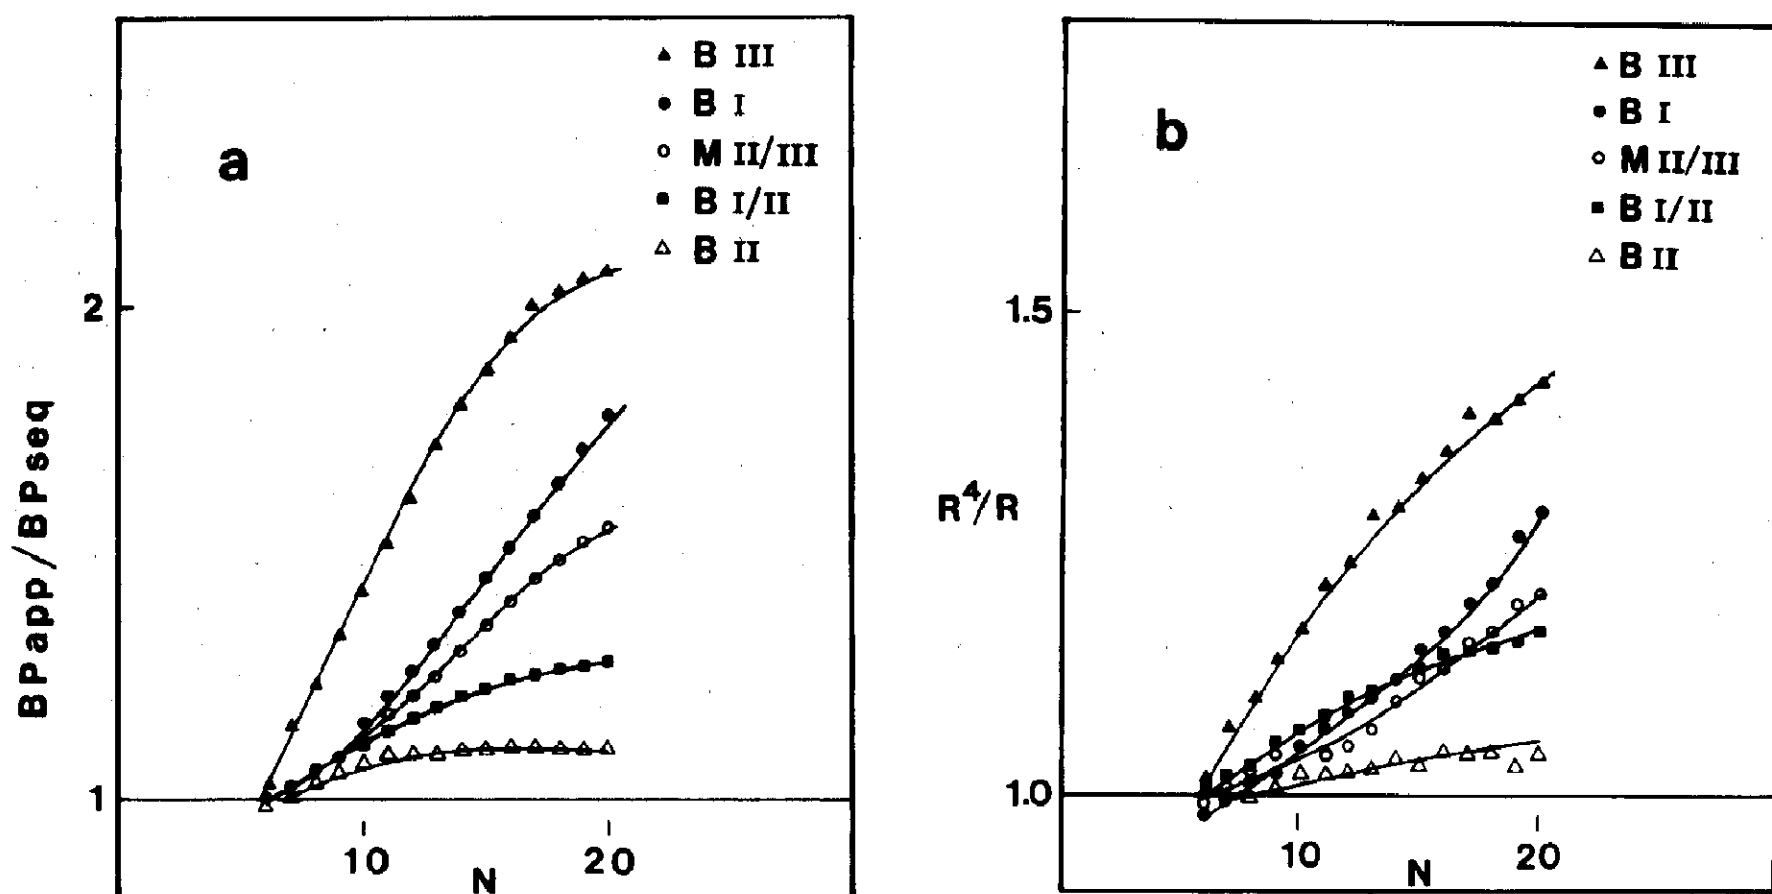 a
▲ B III
● B I
○ M II/III
■ B I/II
△ B II
2
1
BPapp/BPseq
10
20
N
b
▲ B III
● B I
○ M II/III
■ B I/II
△ B II
1.5
1.0
R⁴/R
10
20
N